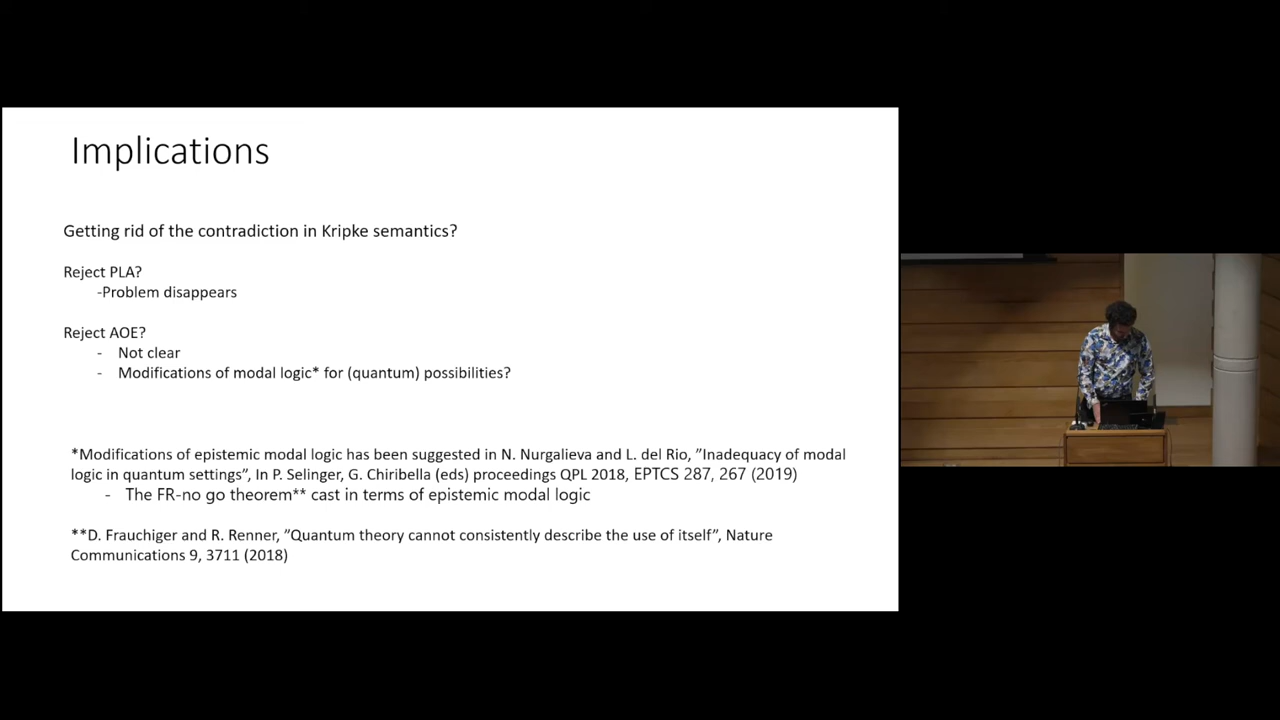 Implications
Getting rid of the contradiction in Kripke semantics?
Reject PLA?
-Problem disappears
Reject AOE?
- Not clear
- Modifications of modal logic* for (quantum) possibilities?
*Modifications of epistemic modal logic has been suggested in N. Nurgalieva and L. del Rio, ”Inadequacy of modal
logic in quantum settings”, In P. Selinger, G. Chiribella (eds) proceedings QPL 2018, EPTCS 287, 267 (2019)
- The FR-no go theorem** cast in terms of epistemic modal logic
**D. Frauchiger and R. Renner, ”Quantum theory cannot consistently describe the use of itself”, Nature
Communications 9, 3711 (2018)